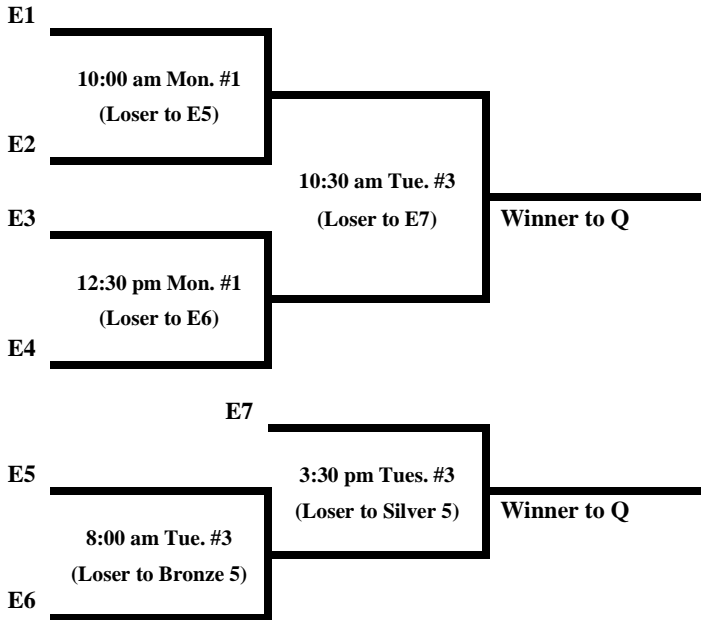 E1
10:00 am Mon. #1
(Loser to E5)
E2
10:30 am Tue. #3
(Loser to E7)
Winner to Q
E3
12:30 pm Mon. #1
(Loser to E6)
E4
E7
E5
3:30 pm Tues. #3
(Loser to Silver 5)
Winner to Q
8:00 am Tue. #3
(Loser to Bronze 5)
E6